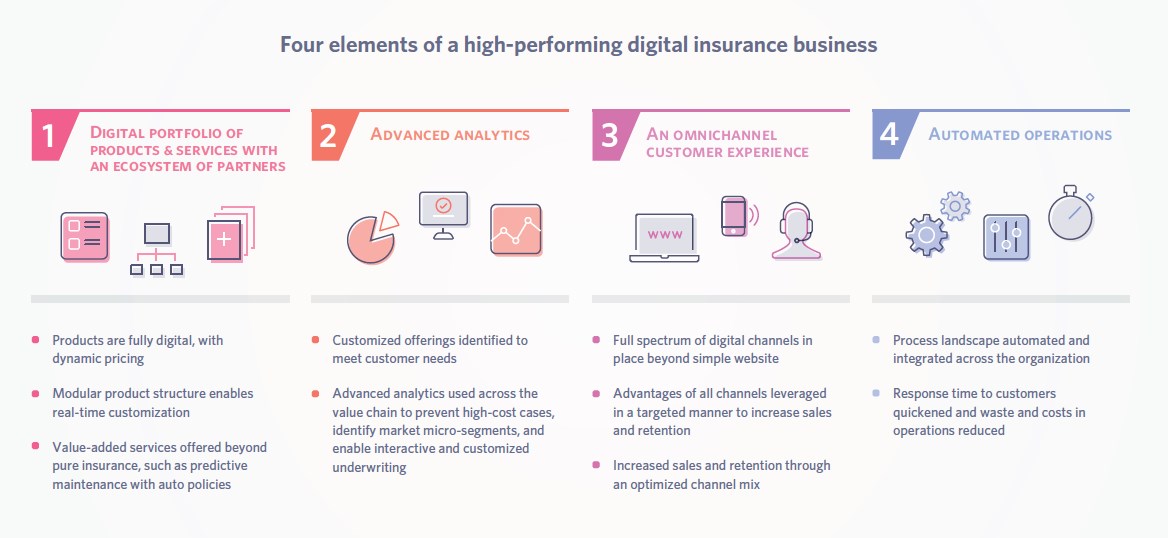 Four elements of a high-performing digital insurance business
1
DIGITAL PORTFOLIO OF
PRODUCTS & SERVICES WITH
AN ECOSYSTEM OF PARTNERS
Products are fully digital, with
dynamic pricing
Modular product structure enables
real-time customization
Value-added services offered beyond
pure insurance, such as predictive
maintenance with auto policies
2
ADVANCED ANALYTICS
Customized offerings identified to
meet customer needs
Advanced analytics used across the
value chain to prevent high-cost cases,
identify market micro-segments, and
enable interactive and customized
underwriting
3
AN OMNICHANNEL
CUSTOMER EXPERIENCE
WWW
Full spectrum of digital channels in
place beyond simple website
Advantages of all channels leveraged
in a targeted manner to increase sales
and retention
Increased sales and retention through
an optimized channel mix
4
AUTOMATED OPERATIONS
Process landscape automated and
integrated across the organization
Response time to customers
quickened and waste and costs in
operations reduced